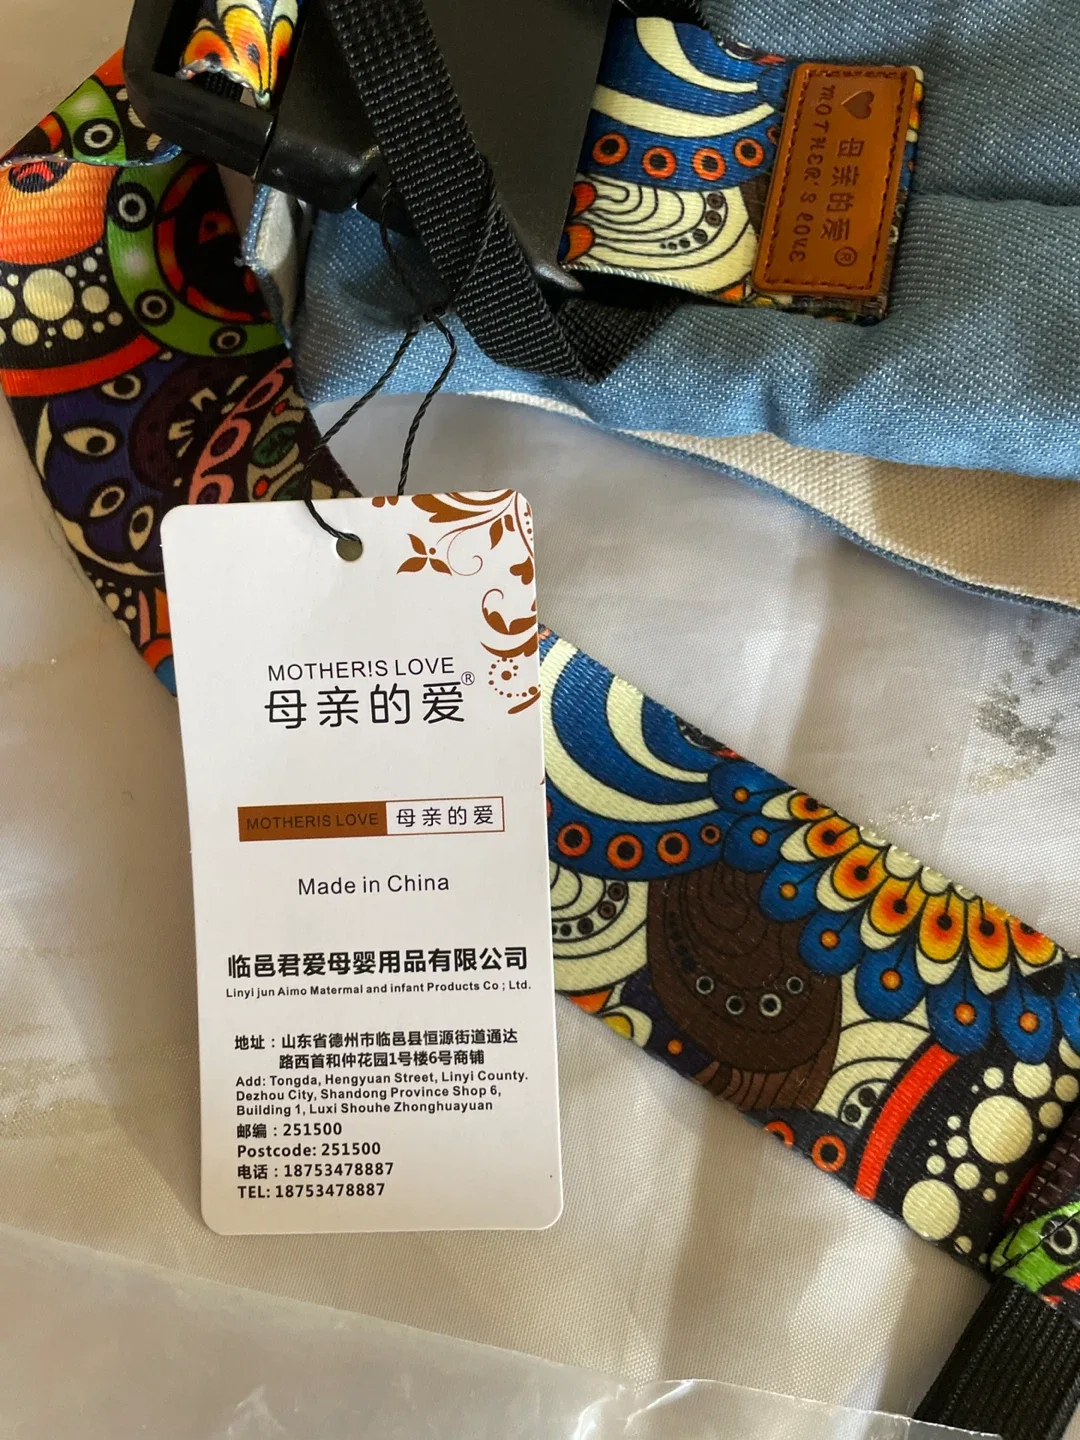 母亲的爱®
MOTHER'S LOVE
MOTHER!S LOVE
母亲的爱®
MOTHERIS LOVE 母亲的爱
Made in China
临邑君爱母婴用品有限公司
Linyi jun Aimo Matermal and infant Products Co ; Ltd.
地址：山东省德州市临邑县恒源街道通达
路西首和仲花园1号楼6号商铺
Add: Tongda, Hengyuan Street, Linyi County.
Dezhou City, Shandong Province Shop 6,
Building 1, Luxi Shouhe Zhonghuayuan
邮编：251500
Postcode: 251500
电话：18753478887
TEL: 18753478887